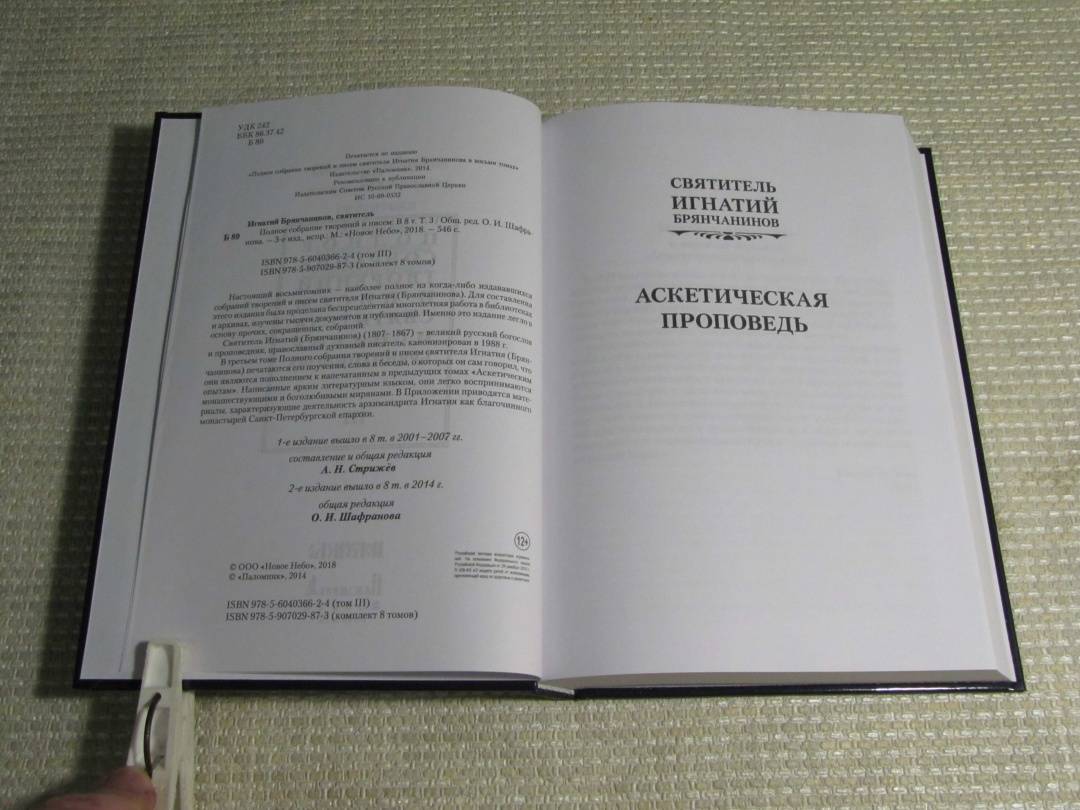 УДК 242
ББК 86.37.42
Б 89
Печатается по изданию
«Полное собрание творений и писем святителя Игнатия Брянчанинова в восьми томах»
Издательство «Паломник», 2014.
Рекомендовано к публикации
Издательским Советом Русской Православной Церкви
ИС 10-09-0332
Игнатий Брянчанинов, святитель
Б 89 Полное собрание творений и писем: В 8 т. Т. 3 / Общ. ред. О. И. Шафра-
нова. – 3-е изд., испр. М.: «Новое Небо», 2018. – 546 с.
ISBN 978-5-6040366-2-4 (том III)
ISBN 978-5-907029-87-3 (комплект 8 томов)
Настоящий восьмитомник – наиболее полное из когда-либо издававшихся
собраний творений и писем святителя Игнатия (Брянчанинова). Для составления
этого издания была проделана беспрецедентная многолетняя работа в библиотеках
и архивах, изучены тысячи документов и публикаций. Именно это издание легло в
основу прочих, сокращенных, собраний.
Святитель Игнатий (Брянчанинов) (1807–1867) – великий русский богослов
и проповедник, православный духовный писатель, канонизирован в 1988 г.
В третьем томе Полного собрания творений и писем святителя Игнатия (Брян-
чанинова) печатаются его поучения, слова и беседы, о которых он сам говорил, что
они являются пополнением к напечатанным в предыдущих томах «Аскетическим
опытам». Написанные ярким литературным языком, они легко воспринимаются
монашествующими и боголюбивыми мирянами. В Приложении приводятся мате-
риалы, характеризующие деятельность архимандрита Игнатия как благочинного
монастырей Санкт-Петербургской епархии.
1-е издание вышло в 8 т. в 2001–2007 гг.
составление и общая редакция
А. Н. Стрижёв
2-е издание вышло в 8 т. в 2014 г.
общая редакция
О. И. Шафранова
12+
© ООО «Новое Небо», 2018
© «Паломник», 2014
ISBN 978-5-6040366-2-4 (том III)
ISBN 978-5-907029-87-3 (комплект 8 томов)
СВЯТИТЕЛЬ
ИГНАТИЙ
БРЯНЧАНИНОВ
АСКЕТИЧЕСКАЯ
ПРОПОВЕДЬ